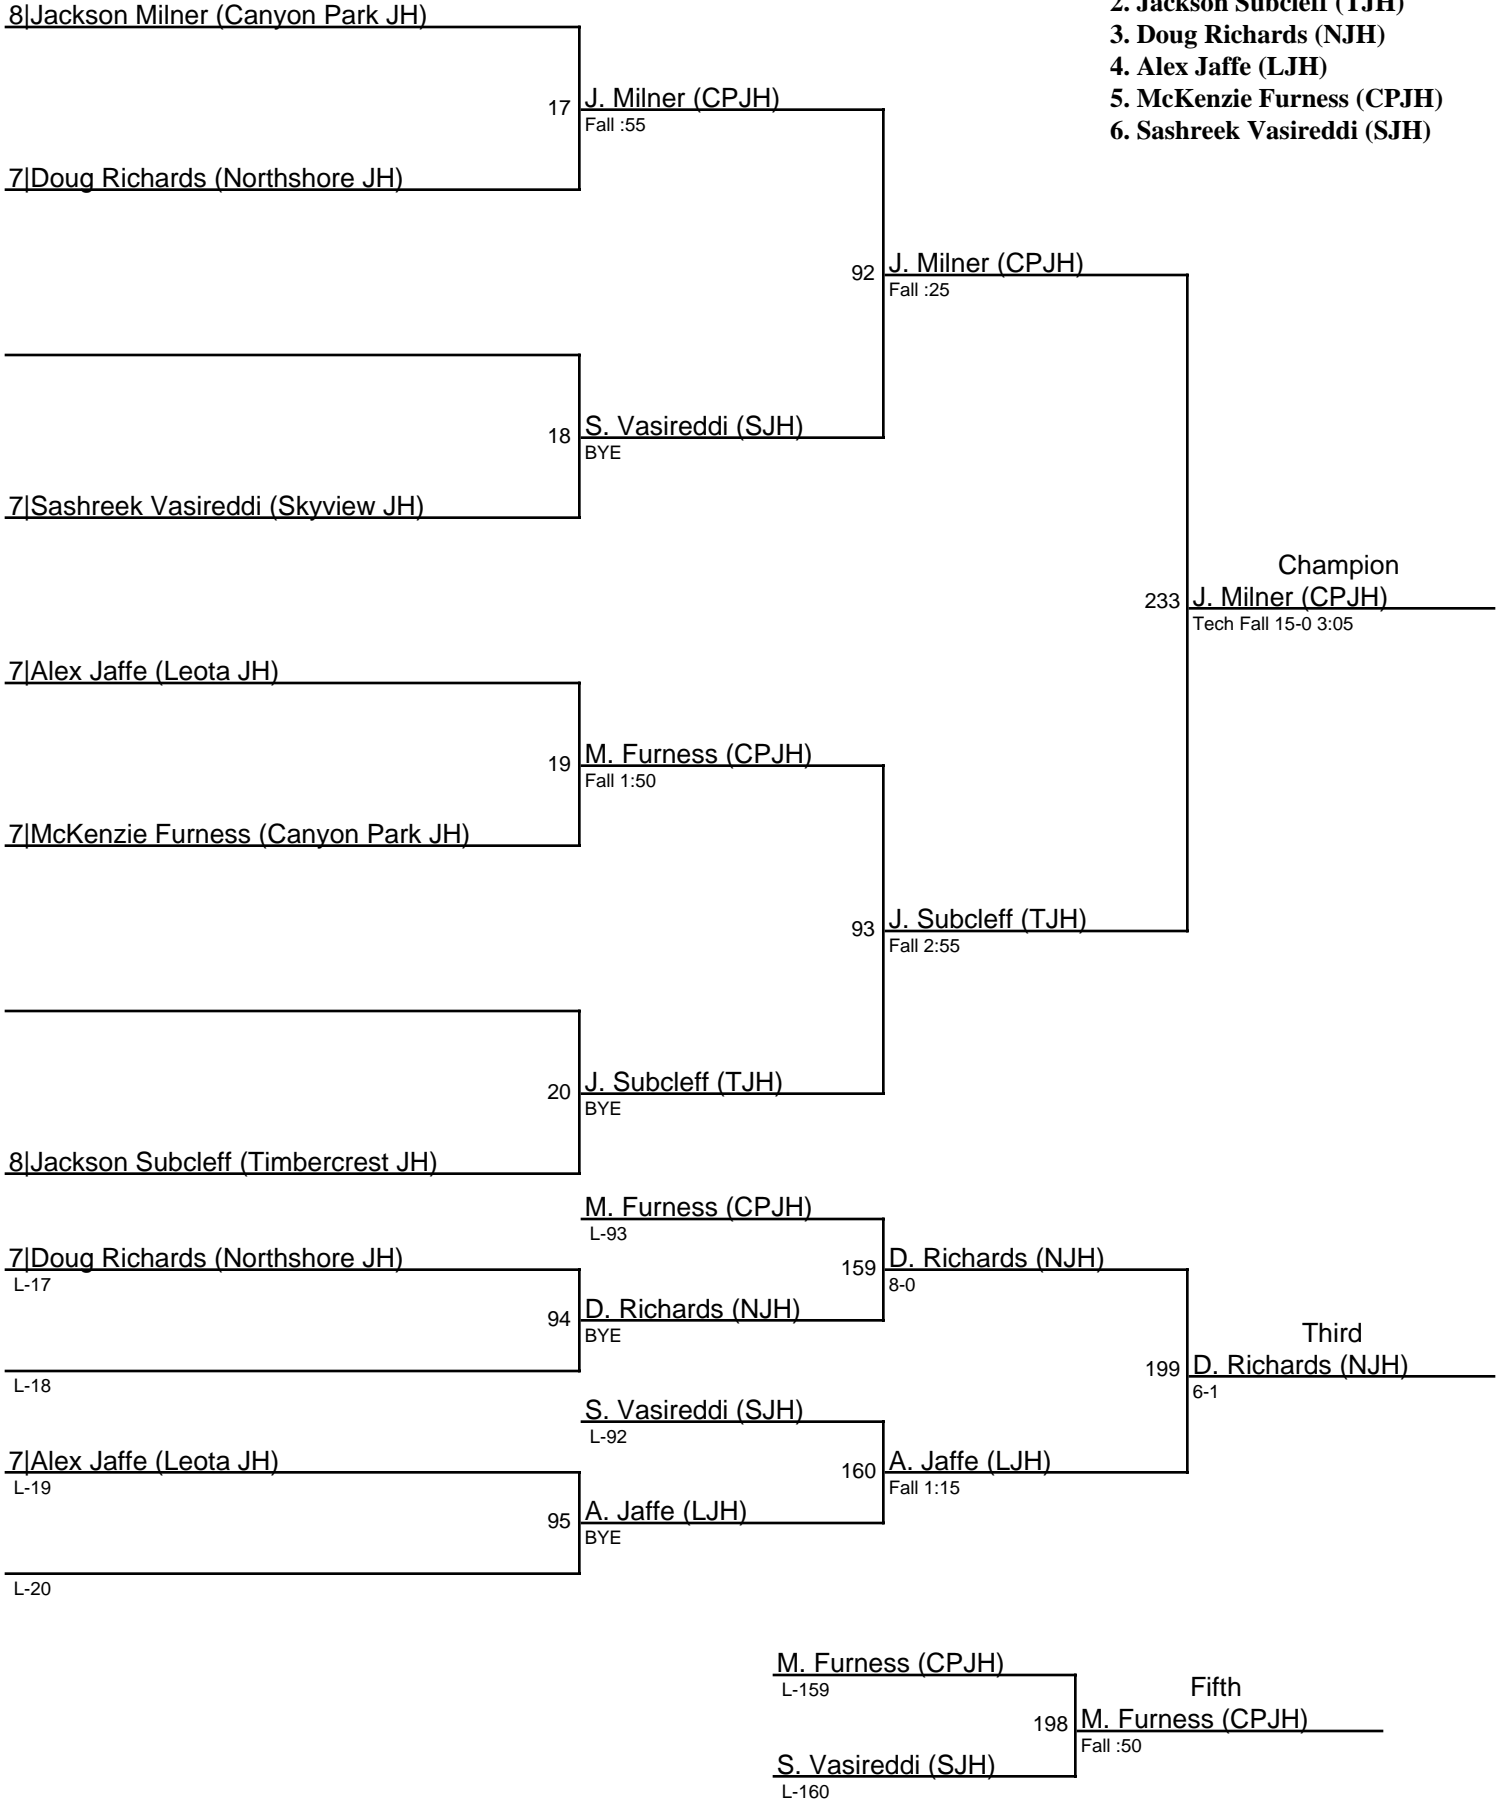 8|Jackson Milner (Canyon Park JH)
2. Jackson Subcleff (TJH)
3. Doug Richards (NJH)
4. Alex Jaffe (LJH)
5. McKenzie Furness (CPJH)
6. Sashreek Vasireddi (SJH)
17 J. Milner (CPJH)
Fall :55
7|Doug Richards (Northshore JH)
92 J. Milner (CPJH)
Fall :25
18 S. Vasireddi (SJH)
BYE
7|Sashreek Vasireddi (Skyview JH)
Champion
233 J. Milner (CPJH)
Tech Fall 15-0 3:05
7|Alex Jaffe (Leota JH)
19 M. Furness (CPJH)
Fall 1:50
7|McKenzie Furness (Canyon Park JH)
93 J. Subcleff (TJH)
Fall 2:55
20 J. Subcleff (TJH)
BYE
8|Jackson Subcleff (Timbercrest JH)
M. Furness (CPJH)
L-93
7|Doug Richards (Northshore JH)
L-17
159 D. Richards (NJH)
8-0
94 D. Richards (NJH)
BYE
L-18
Third
199 D. Richards (NJH)
6-1
S. Vasireddi (SJH)
L-92
7|Alex Jaffe (Leota JH)
L-19
160 A. Jaffe (LJH)
Fall 1:15
95 A. Jaffe (LJH)
BYE
L-20
M. Furness (CPJH)
L-159
Fifth
198 M. Furness (CPJH)
Fall :50
S. Vasireddi (SJH)
L-160